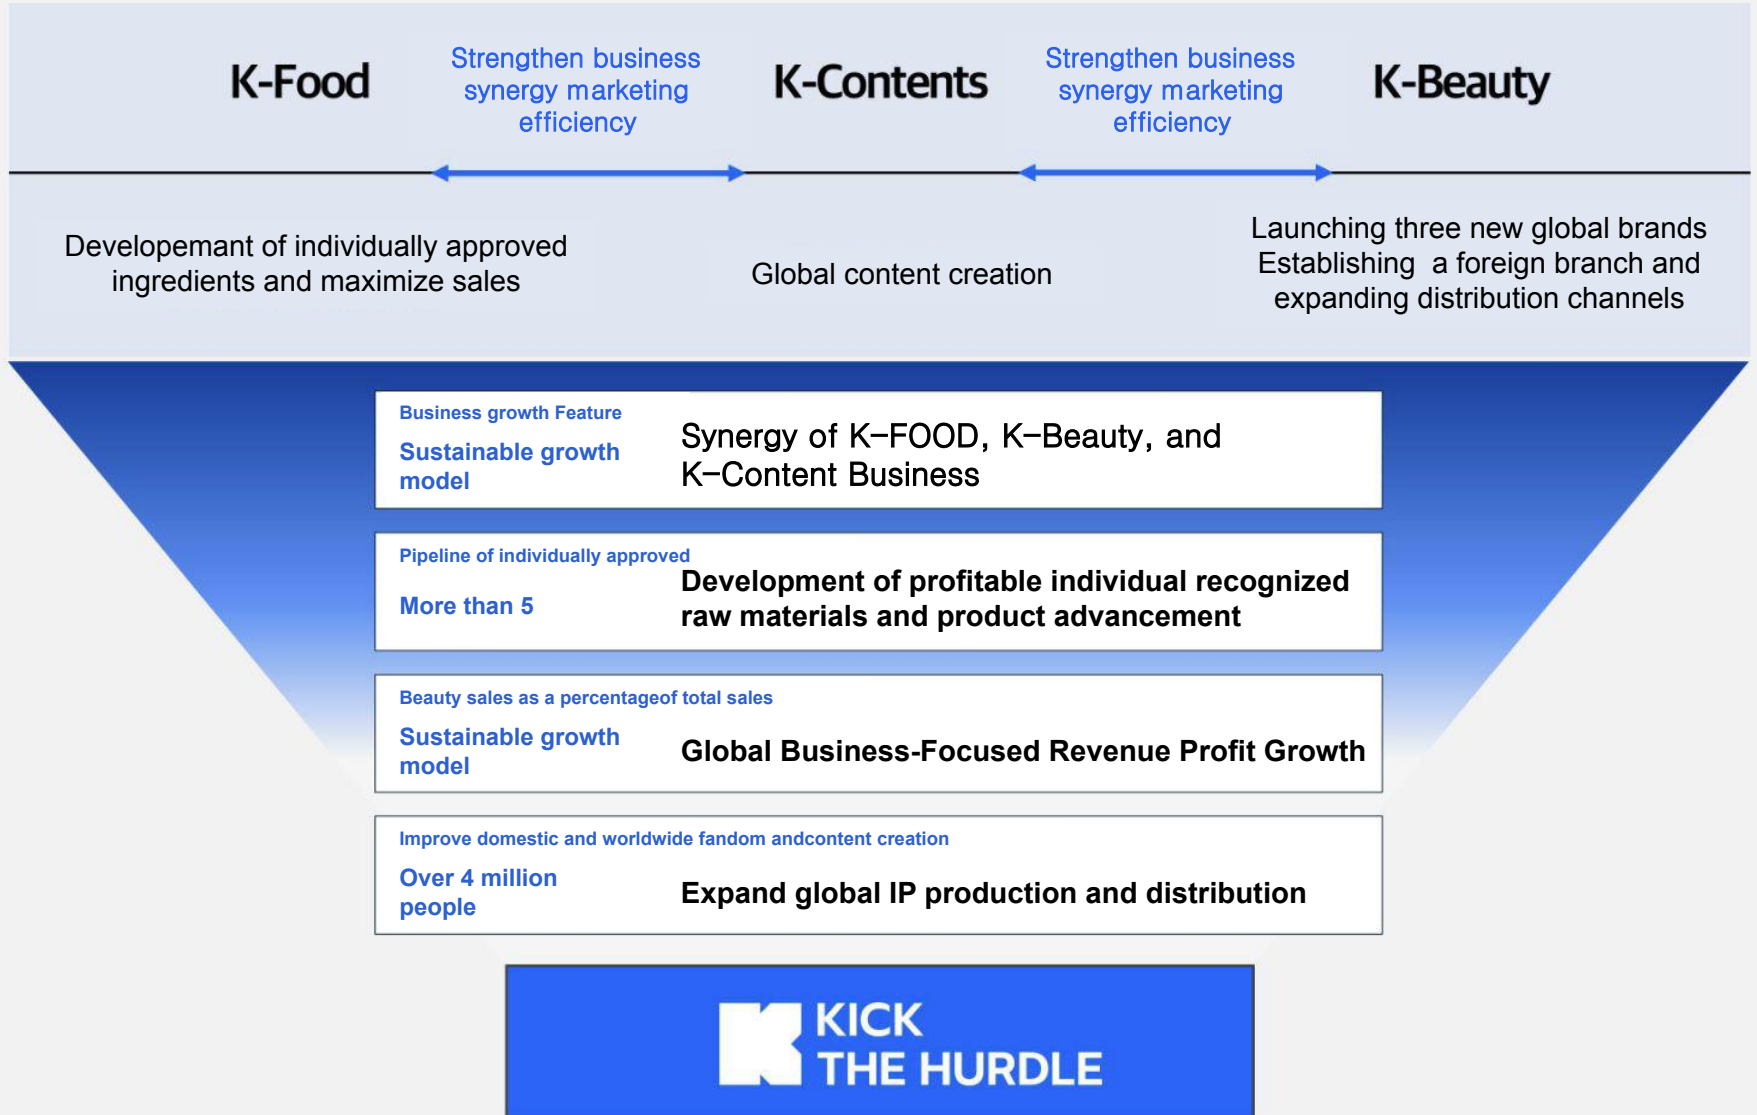 K-Food
Strengthen business
synergy marketing
efficiency
K-Contents
Strengthen business
synergy marketing
efficiency
K-Beauty
Developemant of individually approved
ingredients and maximize sales
Global content creation
Launching three new global brands
Establishing a foreign branch and
expanding distribution channels
Business growth Feature
Sustainable growth
model
Synergy of K-FOOD, K-Beauty, and
K-Content Business
Pipeline of individually approved
More than 5
Development of profitable individual recognized
raw materials and product advancement
Beauty sales as a percentageof total sales
Sustainable growth
model
Global Business-Focused Revenue Profit Growth
Improve domestic and worldwide fandom andcontent creation
Over 4 million
people
Expand global IP production and distribution
KICK
THE HURDLE